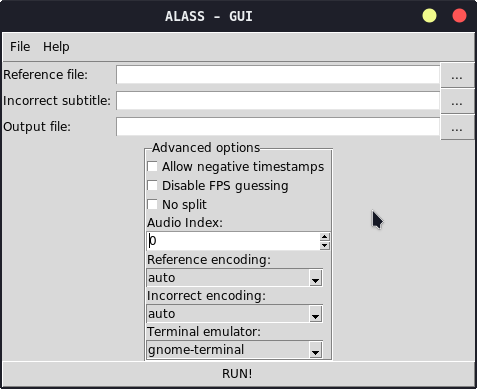 ALASS - GUI
File Help
Reference file: ...
Incorrect subtitle: ...
Output file: ...
Advanced options
Allow negative timestamps
Disable FPS guessing
No split
Audio Index:
0
Reference encoding:
auto
Incorrect encoding:
auto
Terminal emulator:
gnome-terminal
RUN!